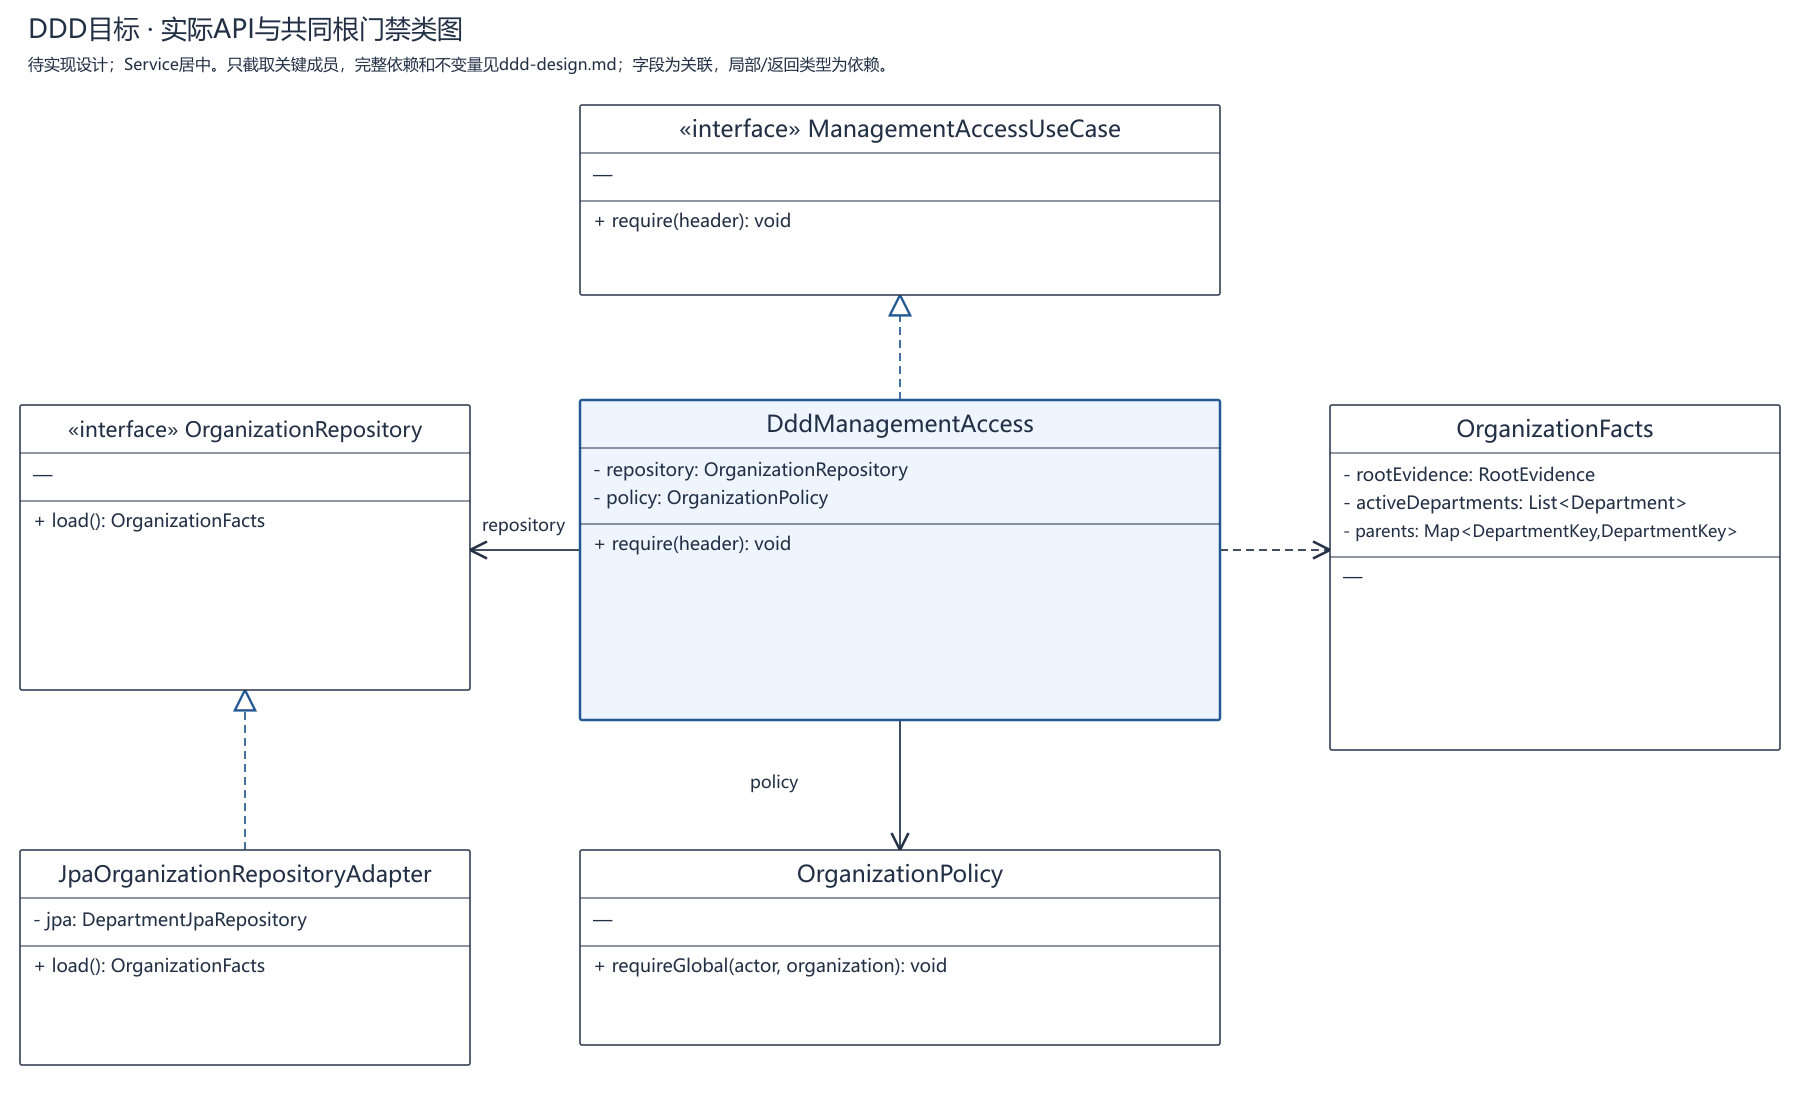 DDD目标 · 实际API与共同根门禁类图
待实现设计；Service居中。只截取关键成员，完整依赖和不变量见ddd-design.md；字段为关联，局部/返回类型为依赖。
«interface» ManagementAccessUseCase
—
+ require(header): void
«interface» OrganizationRepository
—
+ load(): OrganizationFacts
repository
DddManagementAccess
- repository: OrganizationRepository
- policy: OrganizationPolicy
+ require(header): void
OrganizationFacts
- rootEvidence: RootEvidence
- activeDepartments: List<Department>
- parents: Map<DepartmentKey,DepartmentKey>
—
policy
JpaOrganizationRepositoryAdapter
- jpa: DepartmentJpaRepository
+ load(): OrganizationFacts
OrganizationPolicy
—
+ requireGlobal(actor, organization): void